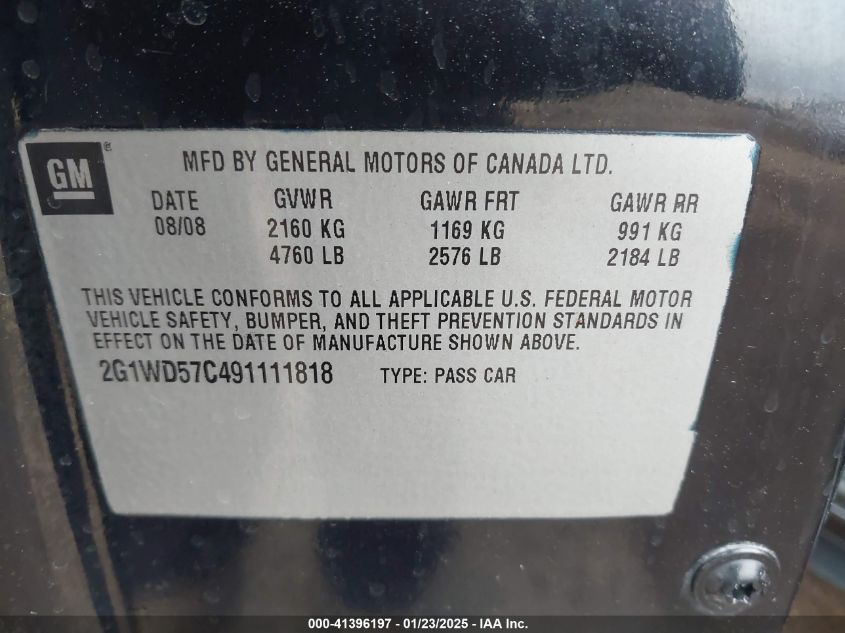 GM®
MFD BY GENERAL MOTORS OF CANADA LTD.
DATE GVWR GAWR FRT GAWR RR
08/08 2160 KG 1169 KG 991 KG
4760 LB 2576 LB 2184 LB
THIS VEHICLE CONFORMS TO ALL APPLICABLE U.S. FEDERAL MOTOR
VEHICLE SAFETY, BUMPER, AND THEFT PREVENTION STANDARDS IN
EFFECT ON THE DATE OF MANUFACTURE SHOWN ABOVE.
2G1WD57C491111818 TYPE: PASS CAR
000-41396197 - 01/23/2025 - IAA Inc.